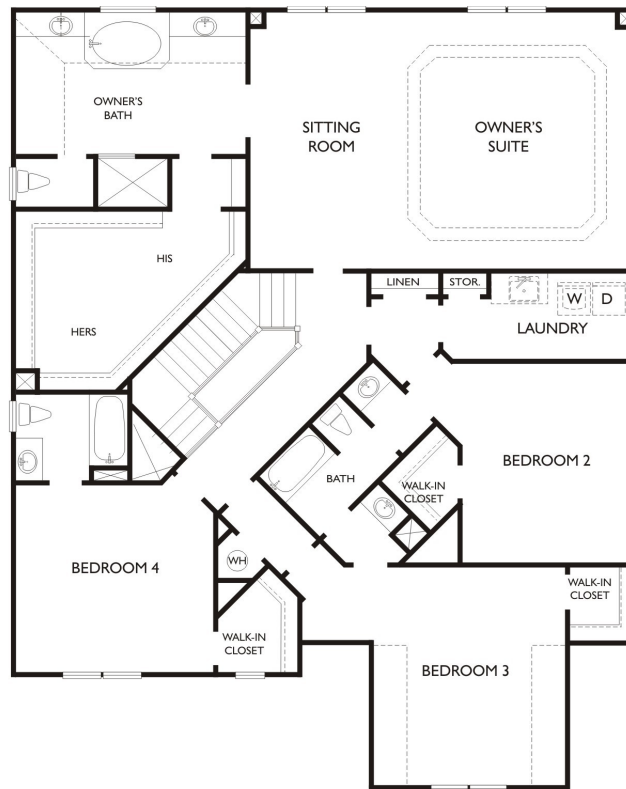 OWNER'S
BATH
SITTING
ROOM
OWNER'S
SUITE
HIS
HERS
LINEN
STOR.
W
D
LAUNDRY
BATH
WALK-IN
CLOSET
BEDROOM 2
BEDROOM 4
WH
WALK-IN
CLOSET
WALK-IN
CLOSET
BEDROOM 3